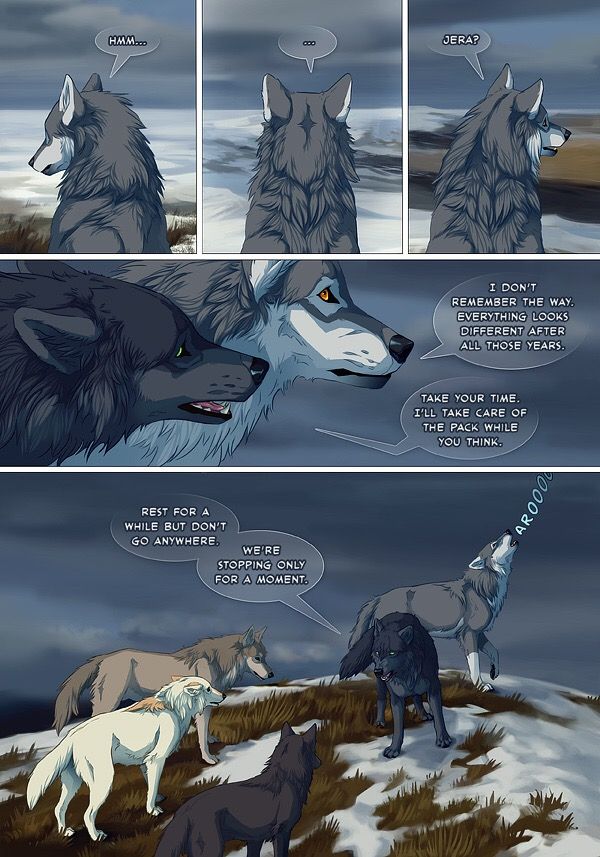 HMM...
...
JERA?
I DON'T
REMEMBER THE WAY.
EVERYTHING LOOKS
DIFFERENT AFTER
ALL THOSE YEARS.
TAKE YOUR TIME.
I'LL TAKE CARE OF
THE PACK WHILE
YOU THINK.
AROOOOO
REST FOR A
WHILE BUT DON'T
GO ANYWHERE.
WE'RE
STOPPING ONLY
FOR A MOMENT.